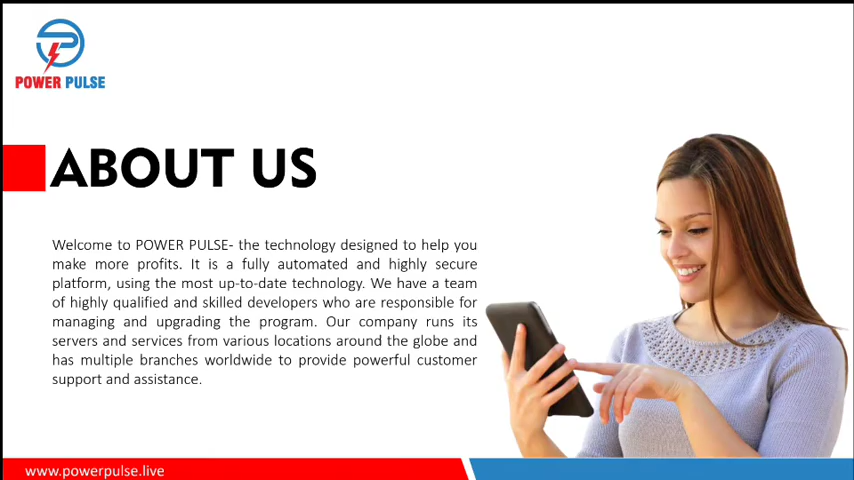 POWER PULSE
ABOUT US
Welcome to POWER PULSE- the technology designed to help you
make more profits. It is a fully automated and highly secure
platform, using the most up-to-date technology. We have a team
of highly qualified and skilled developers who are responsible for
managing and upgrading the program. Our company runs its
servers and services from various locations around the globe and
has multiple branches worldwide to provide powerful customer
support and assistance.
www.powerpulse.live